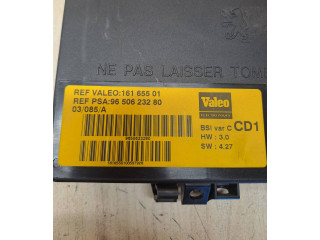 NE PAS LAISSER TOM
REF VALEO:161 655 01
REF PSA:96 506 232 80
03/085/A
Valeo
BSI var C CD1
HW : 3.0
SW : 4.27